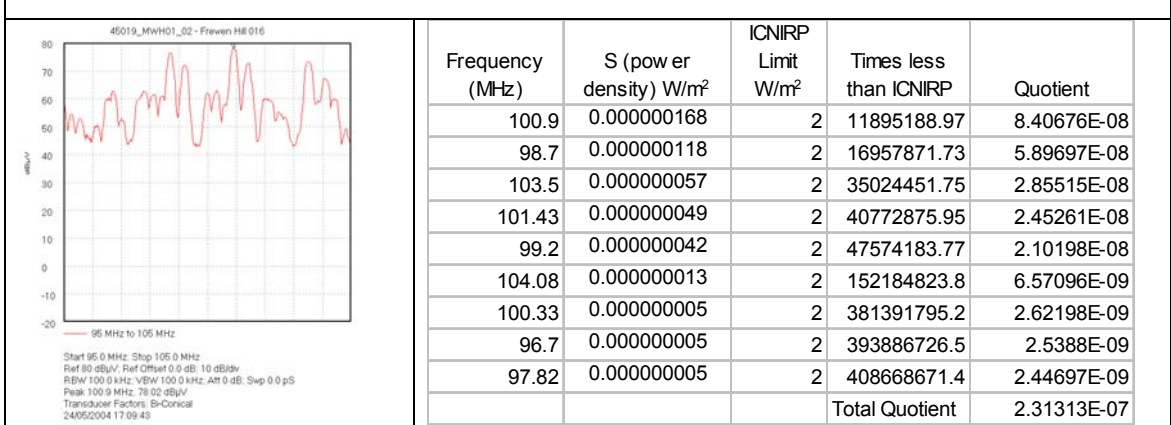 45019_MWH01_02 - Frewen Hill 016
80
70
60
50
40
30
20
10
0
-10
-20
dBµV
95 MHz to 105 MHz
Start 95.0 MHz; Stop 105.0 MHz
Ref 80 dBµV; Ref Offset 0.0 dB; 10 dB/div
RBW 100.0 kHz; VBW 100.0 kHz; Att 0 dB; Swp 0.0 pS
Peak 100.9 MHz, 78.02 dBµV
Transducer Factors: Bi-Conical
24/05/2004 17:09:43
Frequency (MHz) S (power density) W/m² ICNIRP Limit W/m² Times less than ICNIRP Quotient
100.9 0.000000168 2 11895188.97 8.40676E-08
98.7 0.000000118 2 16957871.73 5.89697E-08
103.5 0.000000057 2 35024451.75 2.85515E-08
101.43 0.000000049 2 40772875.95 2.45261E-08
99.2 0.000000042 2 47574183.77 2.10198E-08
104.08 0.000000013 2 152184823.8 6.57096E-09
100.33 0.000000005 2 381391795.2 2.62198E-09
96.7 0.000000005 2 393886726.5 2.5388E-09
97.82 0.000000005 2 408668671.4 2.44697E-09
Total Quotient 2.31313E-07